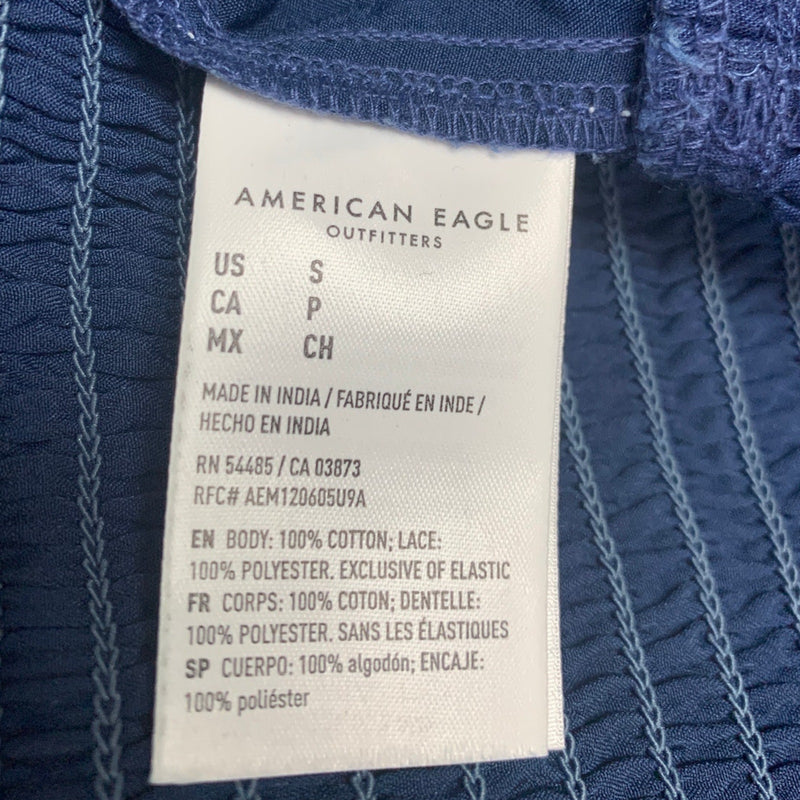 AMERICAN EAGLE
OUTFITTERS
US S
CA P
MX CH
MADE IN INDIA / FABRIQUÉ EN INDE /
HECHO EN INDIA
RN 54485 / CA 03873
RFC# AEM120605U9A
EN BODY: 100% COTTON; LACE:
100% POLYESTER. EXCLUSIVE OF ELASTIC
FR CORPS: 100% COTON; DENTELLE:
100% POLYESTER. SANS LES ÉLASTIQUES
SP CUERPO: 100% algodón; ENCAJE:
100% poliéster